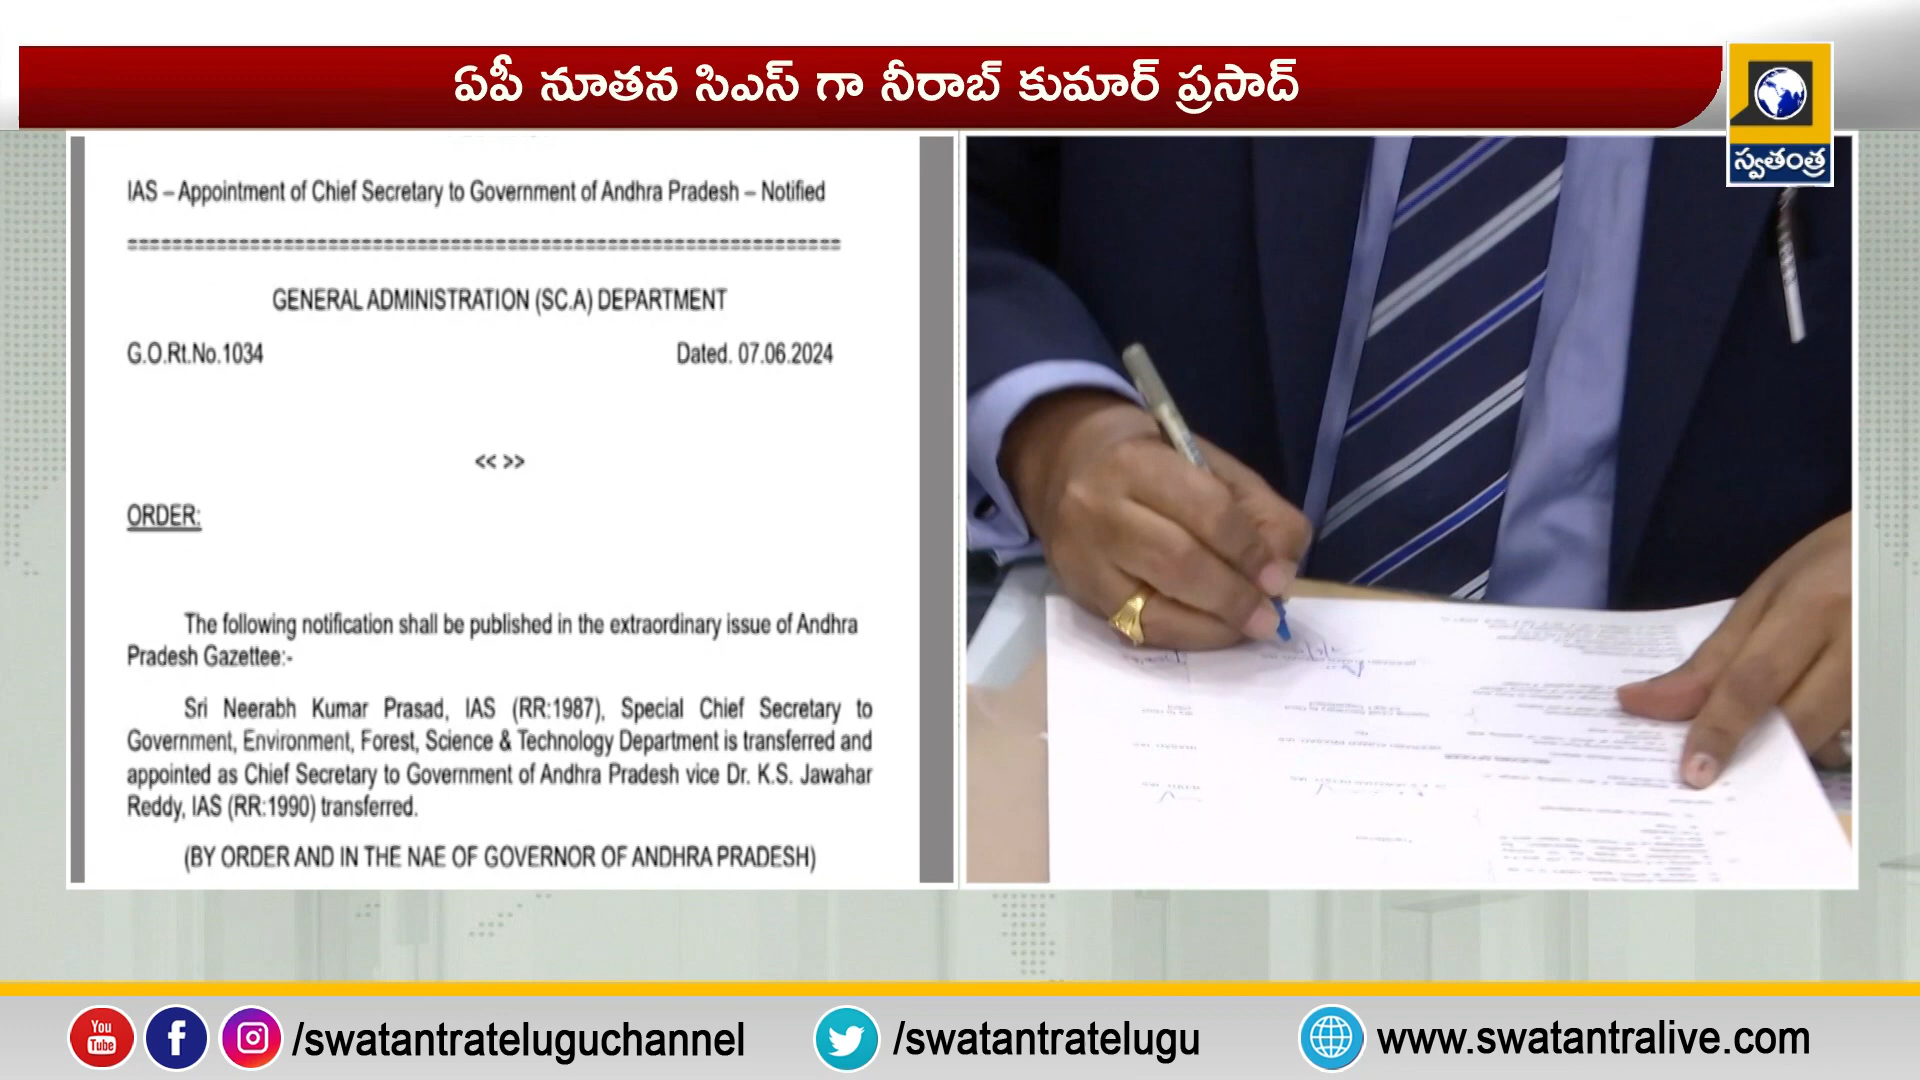 ఏపీ నూతన సిఎస్ గా నీరాబ్ కుమార్ ప్రసాద్
స్వతంత్ర
IAS – Appointment of Chief Secretary to Government of Andhra Pradesh – Notified
==============================================================
GENERAL ADMINISTRATION (SC.A) DEPARTMENT
G.O.Rt.No.1034 Dated. 07.06.2024
<< >>
ORDER:
The following notification shall be published in the extraordinary issue of Andhra
Pradesh Gazettee:-
Sri Neerabh Kumar Prasad, IAS (RR:1987), Special Chief Secretary to
Government, Environment, Forest, Science & Technology Department is transferred and
appointed as Chief Secretary to Government of Andhra Pradesh vice Dr. K.S. Jawahar
Reddy, IAS (RR:1990) transferred.
(BY ORDER AND IN THE NAE OF GOVERNOR OF ANDHRA PRADESH)
You
Tube
/swatantrateluguchannel
/swatantratelugu
www.swatantralive.com